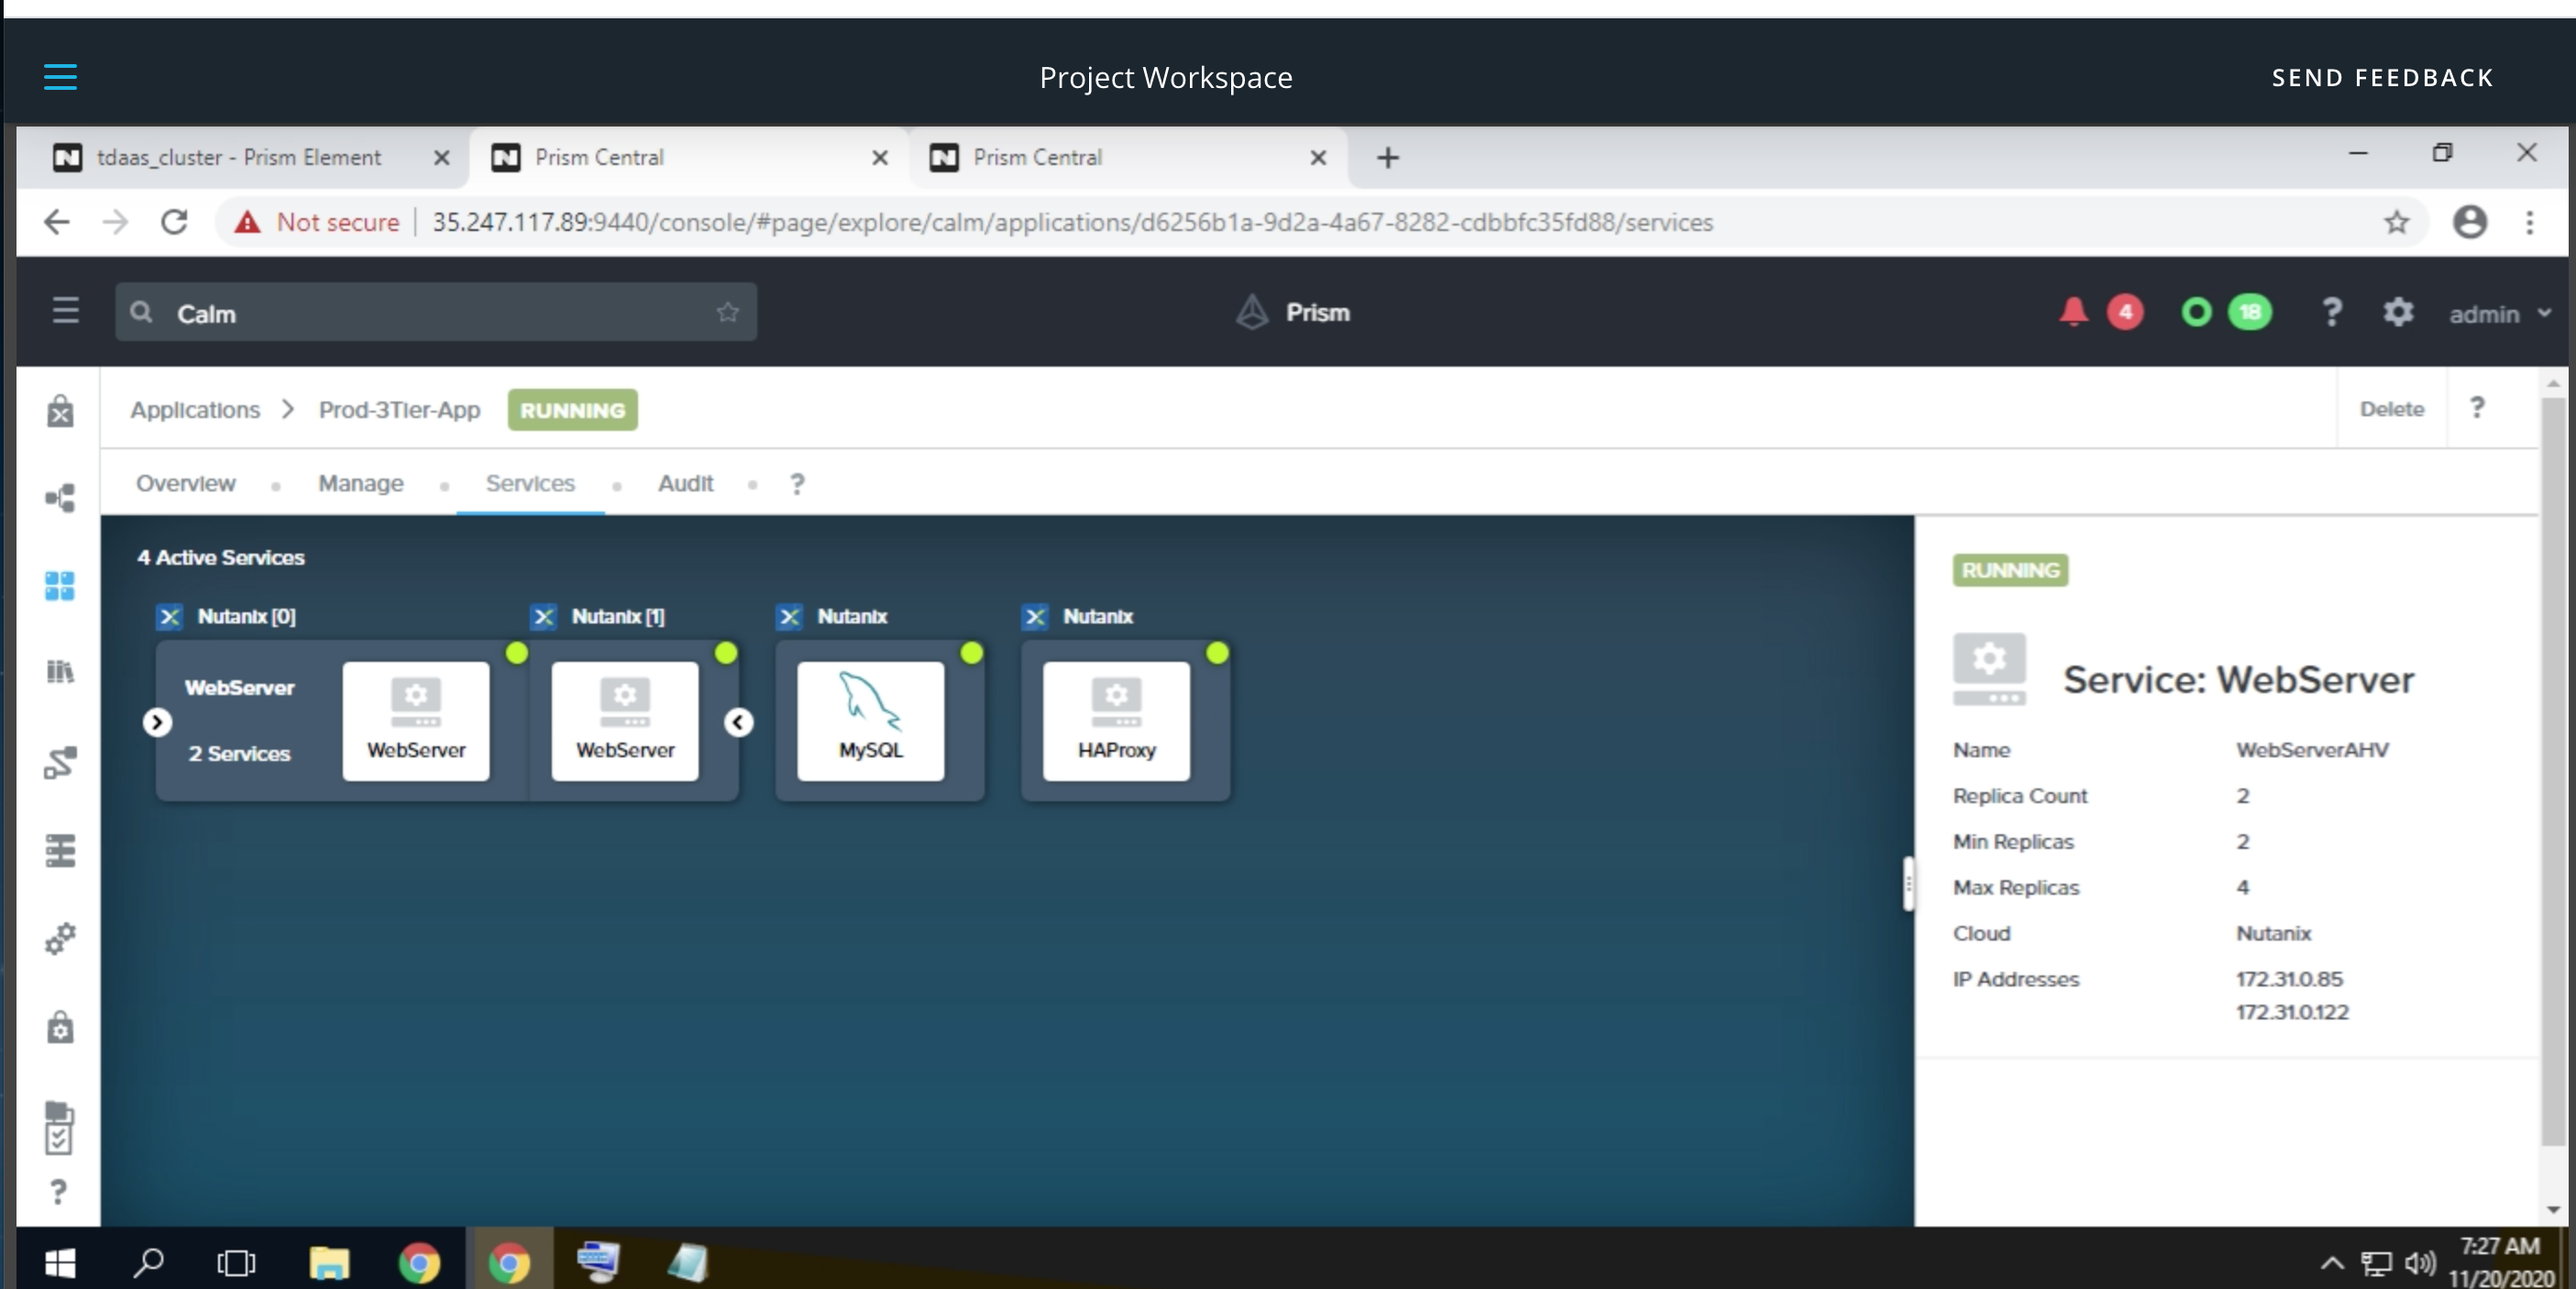 Project Workspace
SEND FEEDBACK
tdaas_cluster - Prism Element
Prism Central
Prism Central
Not secure
35.247.117.89:9440/console/#page/explore/calm/applications/d6256b1a-9d2a-4a67-8282-cdbbfc35fd88/services
Calm
Prism
4
18
?
admin
Applications > Prod-3Tier-App
RUNNING
Delete
?
Overview
Manage
Services
Audit
?
4 Active Services
Nutanix [0]
Nutanix [1]
Nutanix
Nutanix
WebServer
2 Services
WebServer
WebServer
MySQL
HAProxy
RUNNING
Service: WebServer
Name WebServerAHV
Replica Count 2
Min Replicas 2
Max Replicas 4
Cloud Nutanix
IP Addresses 172.31.0.85
172.31.0.122
?
7:27 AM
11/20/2020